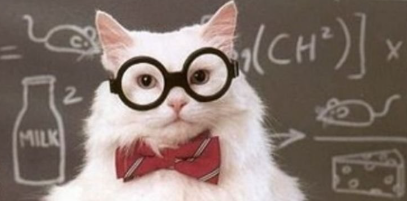 = g(CH²)] x
2
MILK